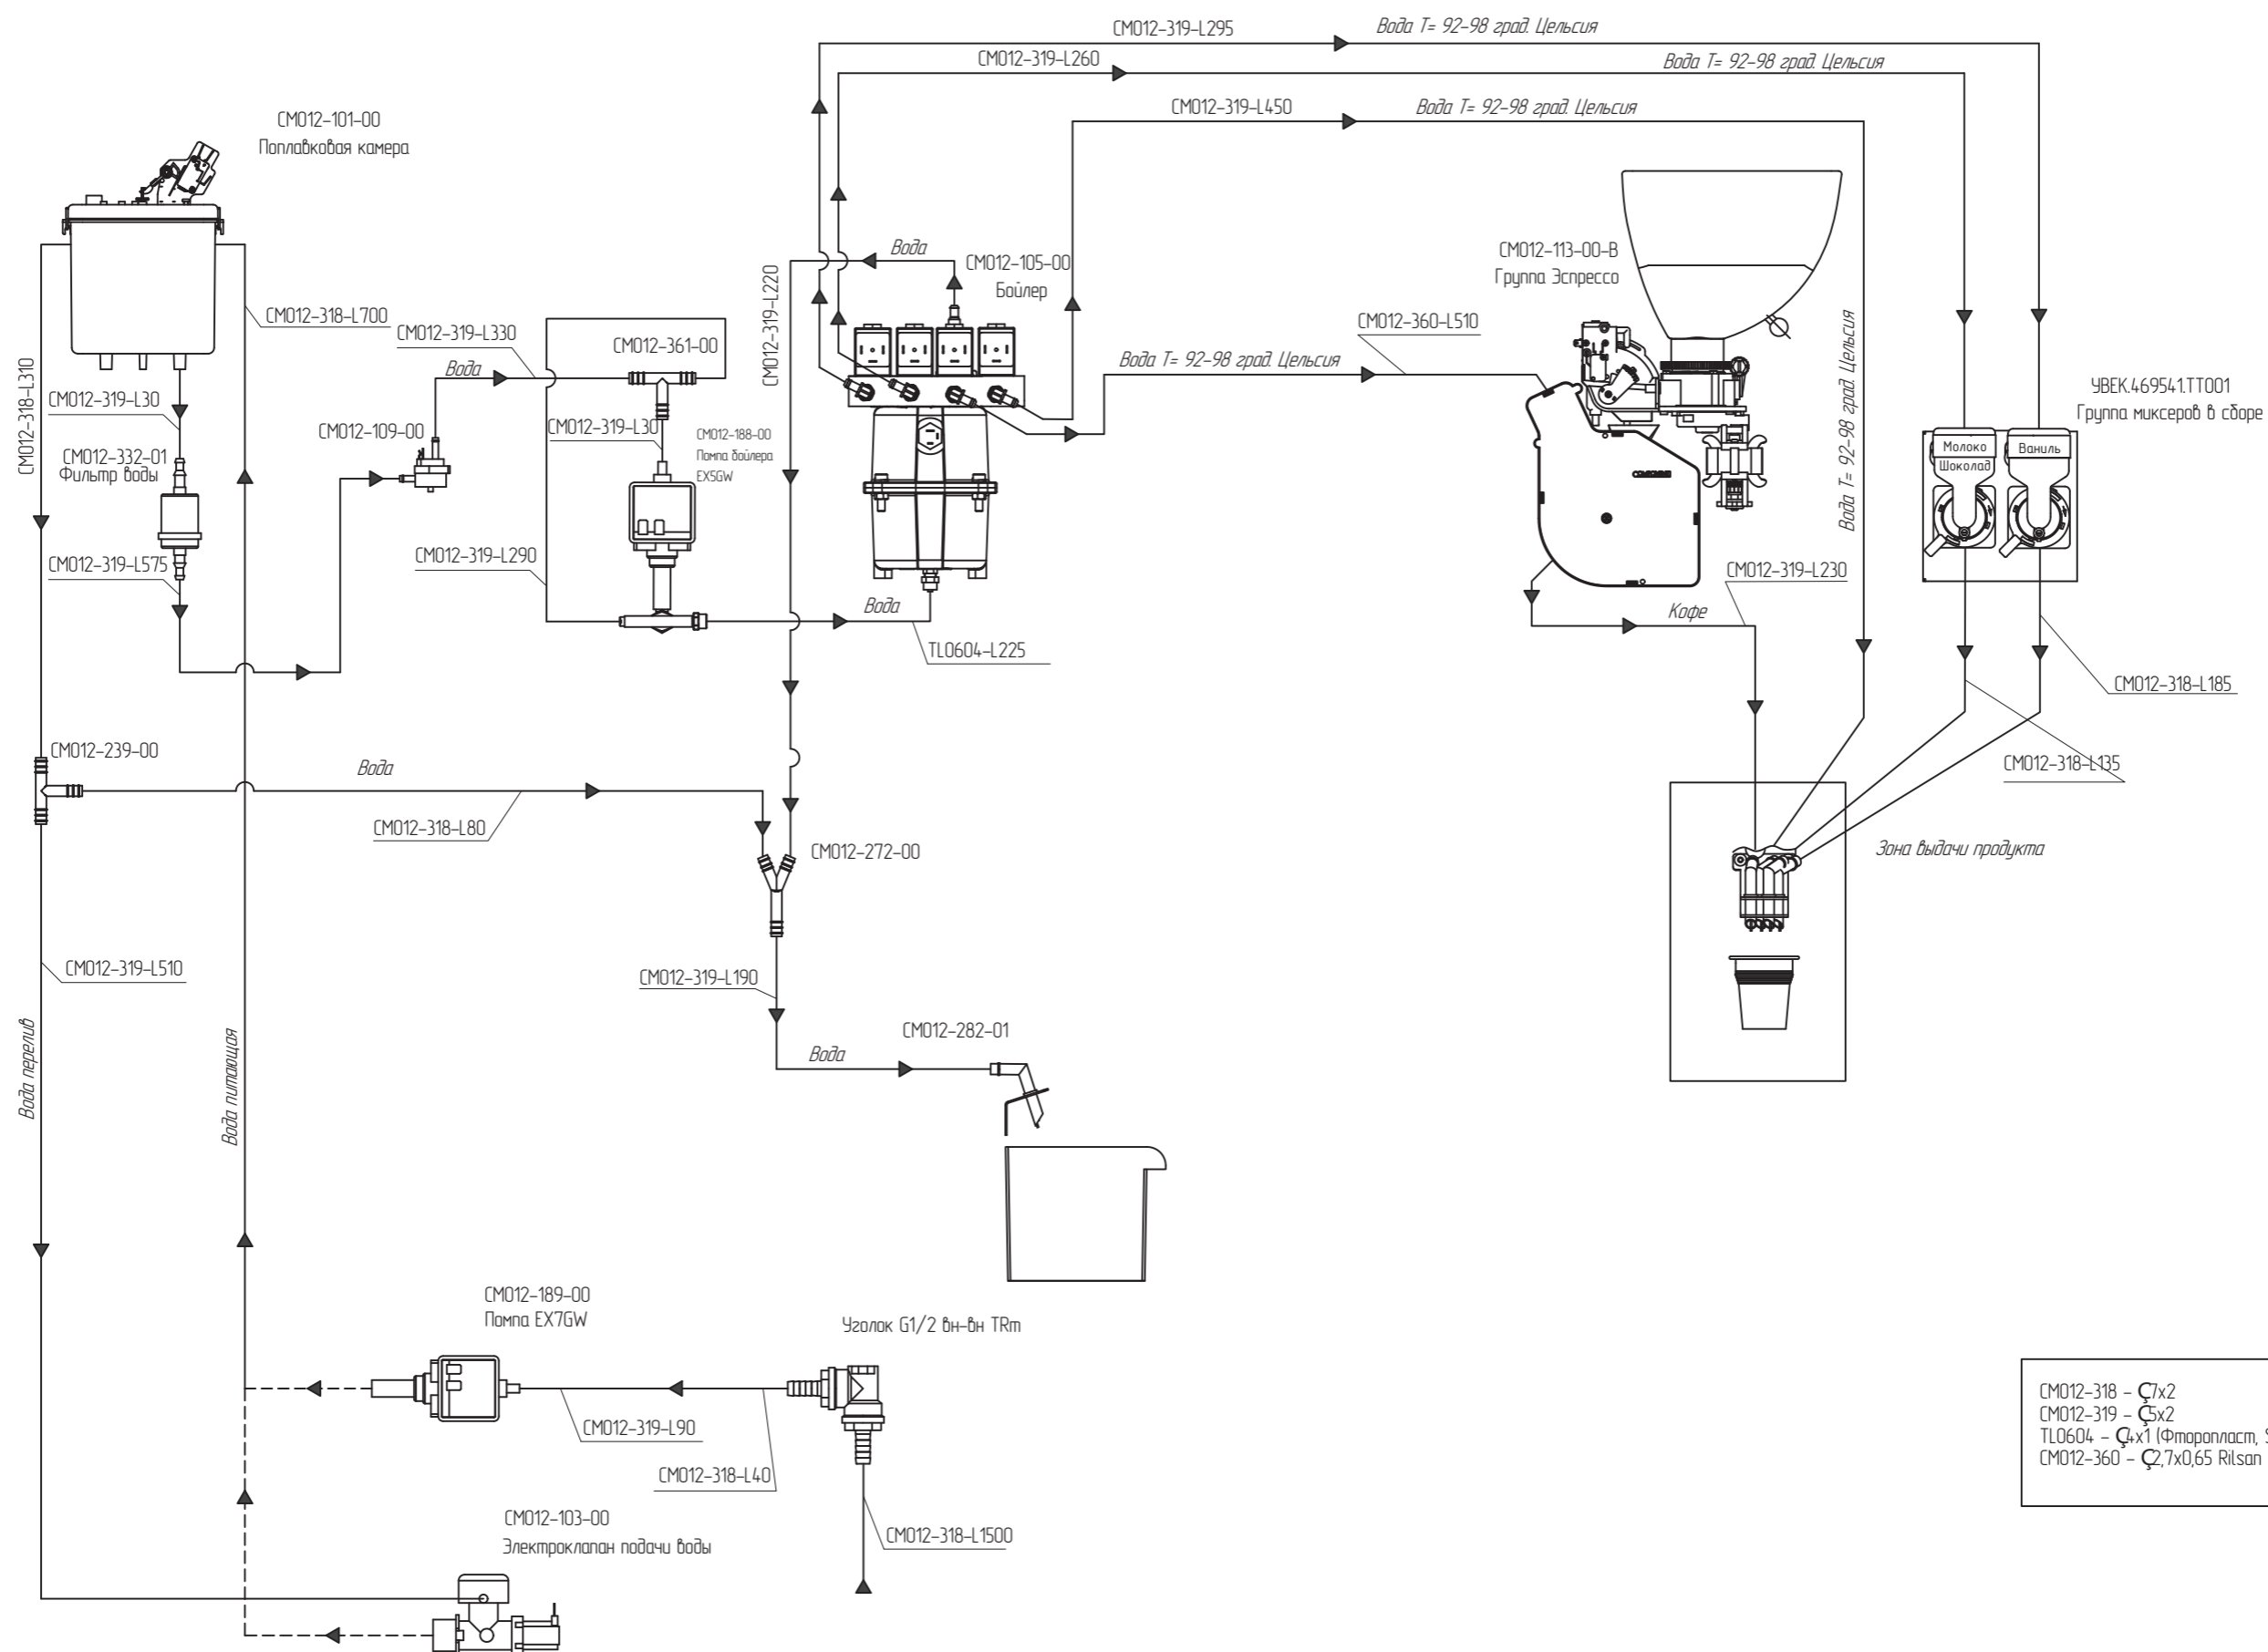 СМ012-319-L295
Вода Т= 92-98 град. Цельсия
СМ012-319-L260
Вода Т= 92-98 град. Цельсия
СМ012-319-L450
Вода Т= 92-98 град. Цельсия
СМ012-101-00
Поплавковая камера
СМ012-318-L700
СМ012-319-L330
Вода
СМ012-361-00
СМ012-319-L220
Вода
СМ012-105-00
Бойлер
СМ012-113-00-В
Группа Эспрессо
СМ012-360-L510
Вода Т= 92-98 град. Цельсия
Вода Т= 92-98 град. Цельсия
УВЕК.469541.ТТ001
Группа миксеров в сборе
Молоко
Шоколад
Ваниль
СМ012-318-L310
СМ012-319-L30
СМ012-332-01
Фильтр воды
СМ012-109-00
СМ012-319-L30
СМ012-188-00
Помпа бойлера
EX5GW
СМ012-319-L575
СМ012-319-L290
Вода
TL0604-L225
СМ012-319-L230
Кофе
СМ012-318-L185
СМ012-318-L135
СМ012-239-00
Вода
СМ012-318-L80
СМ012-272-00
Зона выдачи продукта
СМ012-319-L510
СМ012-319-L190
Вода перелив
Вода питающая
Вода
СМ012-282-01
СМ012-189-00
Помпа EX7GW
Уголок G1/2 вн-вн TRm
СМ012-319-L90
СМ012-318-L40
СМ012-318-L1500
СМ012-103-00
Электроклапан подачи воды
СМ012-318 - Ç7x2
СМ012-319 - Ç5x2
TL0604 - Ç4x1 (Фторопласт,
СМ012-360 - Ç2,7x0,65 Rilsan